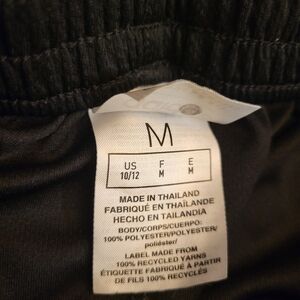 M
US F E
10/12 M M
MADE IN THAILAND
FABRIQUÉ EN THAÏLANDE
HECHO EN TAILANDIA
BODY/CORPS/CUERPO:
100% POLYESTER/POLYESTER/
poliéster/
LABEL MADE FROM
100% RECYCLED YARNS
ÉTIQUETTE FABRIQUÉE À PARTIR
DE FILS 100% RECYCLÉS